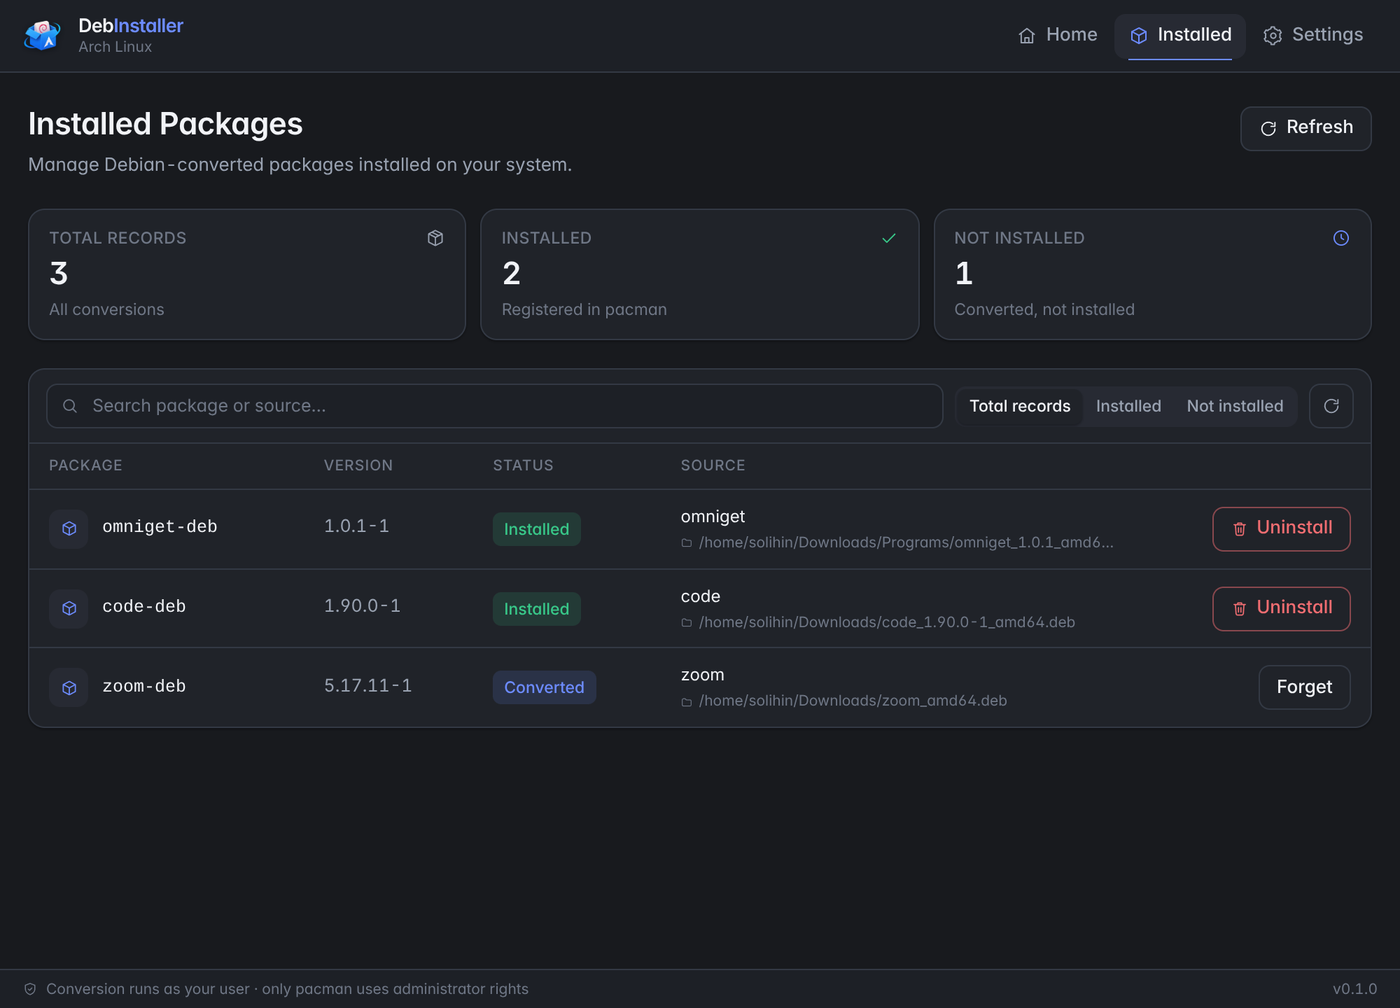 DebInstaller
Arch Linux
Home
Installed
Settings
Installed Packages
Refresh
Manage Debian-converted packages installed on your system.
TOTAL RECORDS
3
All conversions
INSTALLED
2
Registered in pacman
NOT INSTALLED
1
Converted, not installed
Search package or source...
Total records
Installed
Not installed
PACKAGE
VERSION
STATUS
SOURCE
omniget-deb
1.0.1-1
Installed
omniget
/home/solihin/Downloads/Programs/omniget_1.0.1_amd6...
Uninstall
code-deb
1.90.0-1
Installed
code
/home/solihin/Downloads/code_1.90.0-1_amd64.deb
Uninstall
zoom-deb
5.17.11-1
Converted
zoom
/home/solihin/Downloads/zoom_amd64.deb
Forget
Conversion runs as your user · only pacman uses administrator rights
v0.1.0